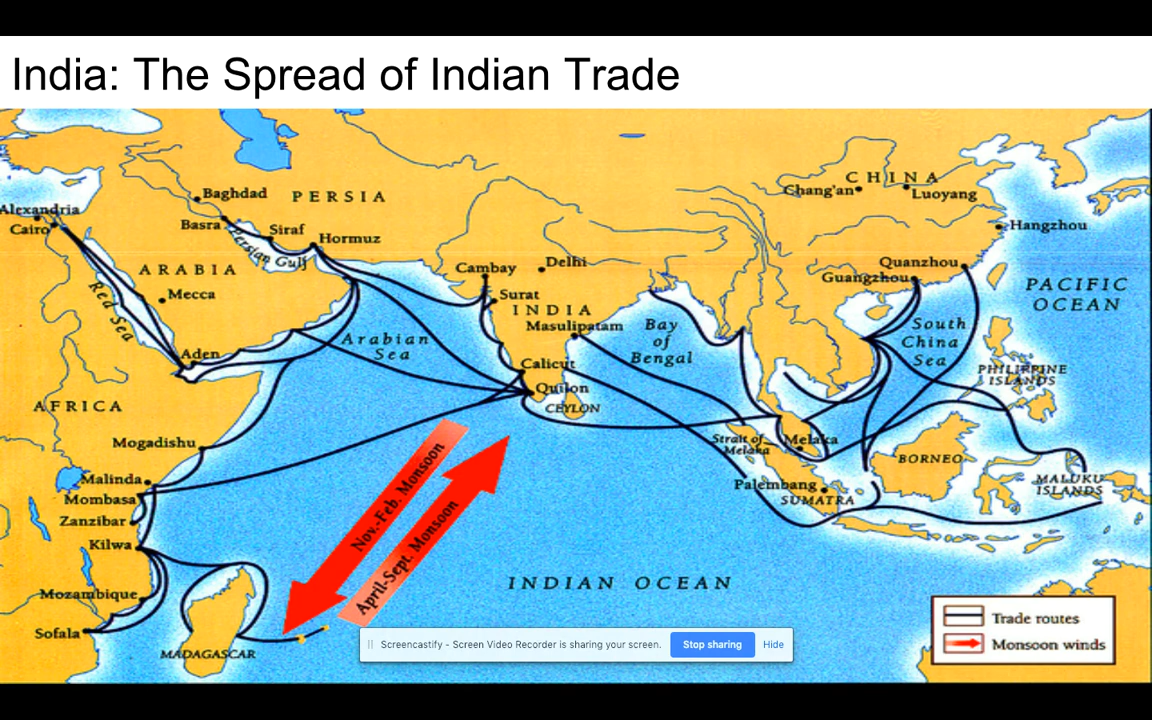 India: The Spread of Indian Trade
CHINA
Chang'an
Luoyang
Baghdad
PERSIA
Alexandria
Cairo
Basra
Siraf
Hormuz
Persian Gulf
Hangzhou
ARABIA
Mecca
Red Sea
Cambay
Delhi
Quanzhou
Guangzhou
PACIFIC
OCEAN
Surat
INDIA
Masulipatam
Bay
of
Bengal
South
China
Sea
Arabian
Sea
Aden
Calicut
Quilon
CEYLON
PHILIPPINE
ISLANDS
AFRICA
Mogadishu
Strait of
Melaka
Melaka
BORNEO
Malinda
Mombasa
Zanzibar
Palembang
SUMATRA
MALUKU
ISLANDS
Nov.-Feb. Monsoon
April-Sept. Monsoon
Kilwa
INDIAN OCEAN
Mozambique
Sofala
MADAGASCAR
Trade routes
Monsoon winds
Screencastify - Screen Video Recorder is sharing your screen.
Stop sharing
Hide